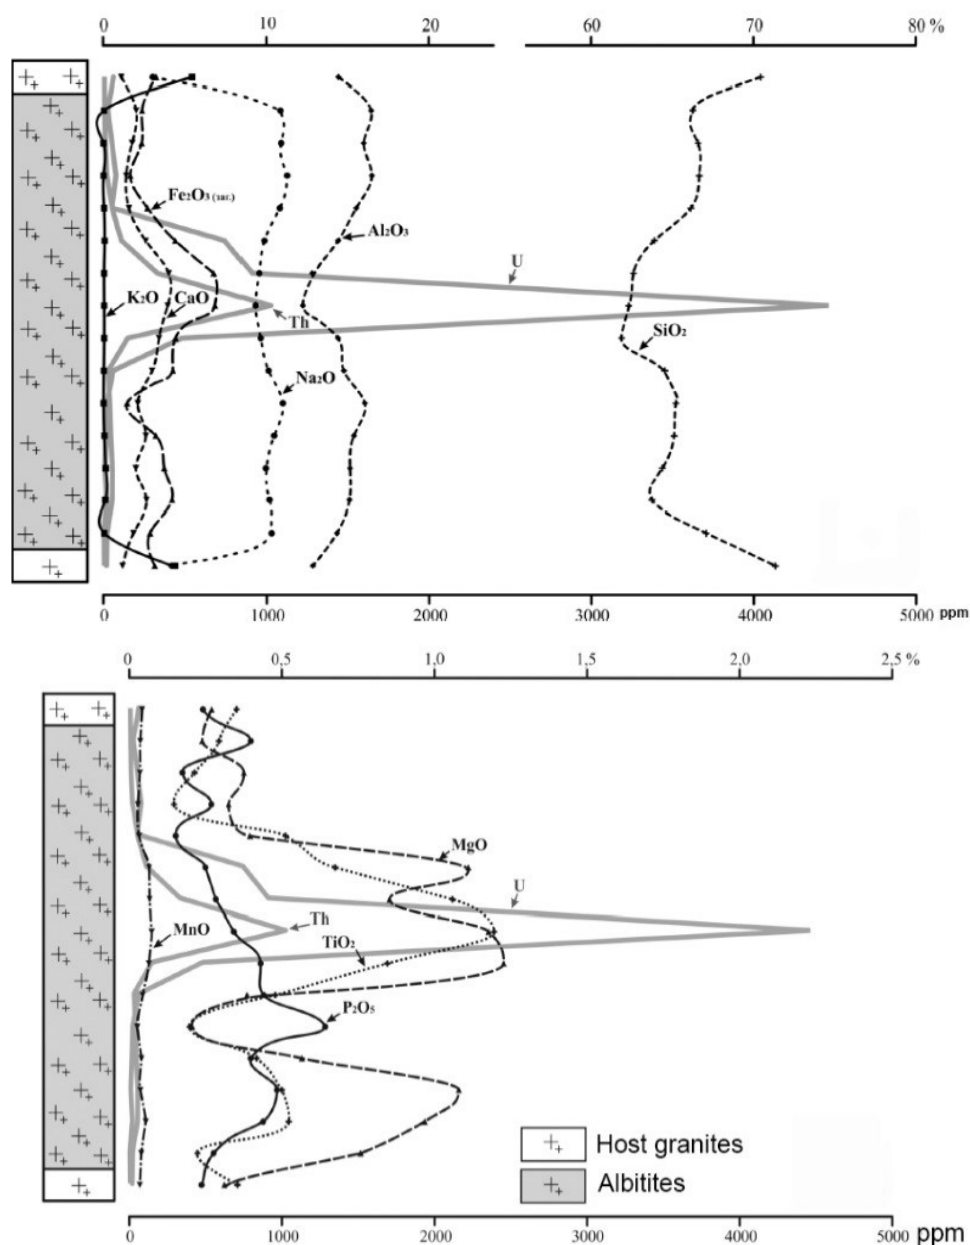 0 10 20 60 70 80 %
Fe₂O₃ (заг.)
Al₂O₃
U
K₂O CaO
Th
SiO₂
Na₂O
0 1000 2000 3000 4000 5000 ppm
0 0,5 1,0 1,2 2,0 2,5 %
MgO
U
Th
MnO
TiO₂
P₂O₅
Host granites
Albitites
0 1000 2000 3000 4000 5000 ppm